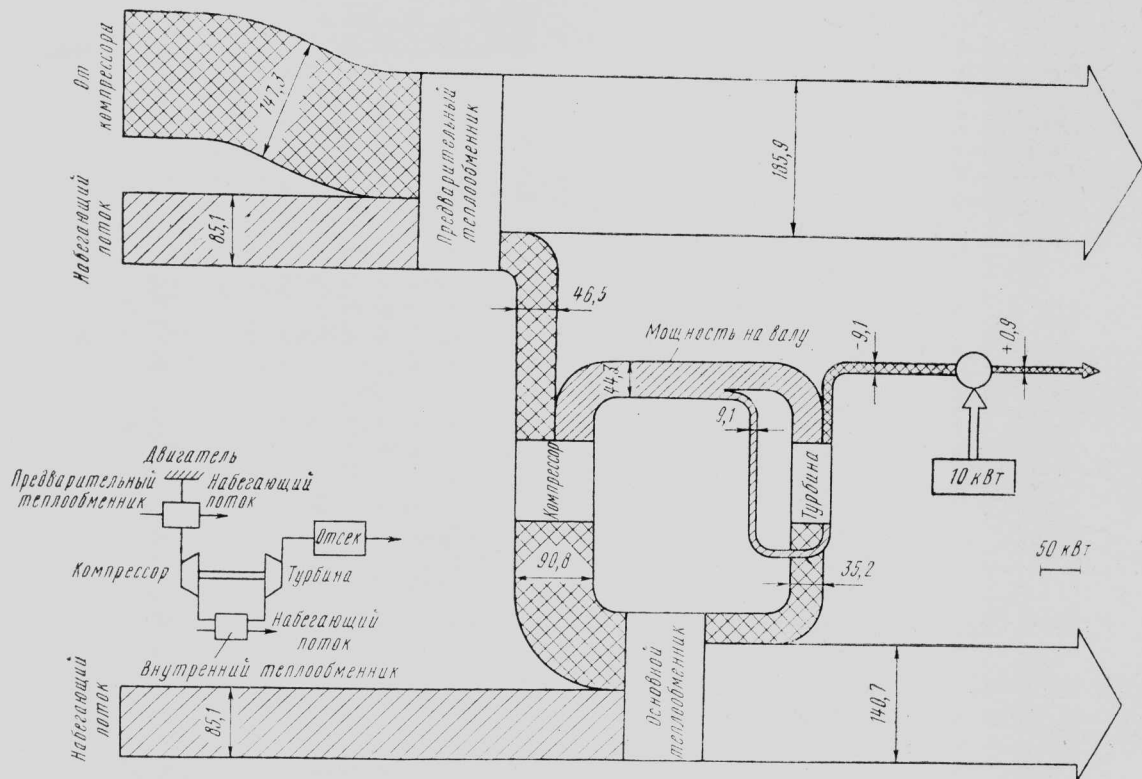 От
компрессора
147,3
Набегающий
поток
85,1
Предварительный
теплообменник
185,9
46,5
Мощность на валу
44,3
9,1
-9,1
+0,9
10 кВт
Компрессор
Турбина
90,8
35,2
50 кВт
Двигатель
Предварительный
теплообменник
Набегающий
поток
Отсек
Компрессор
Турбина
Набегающий
поток
Внутренний теплообменник
Набегающий
поток
85,1
Основной
теплообменник
140,7